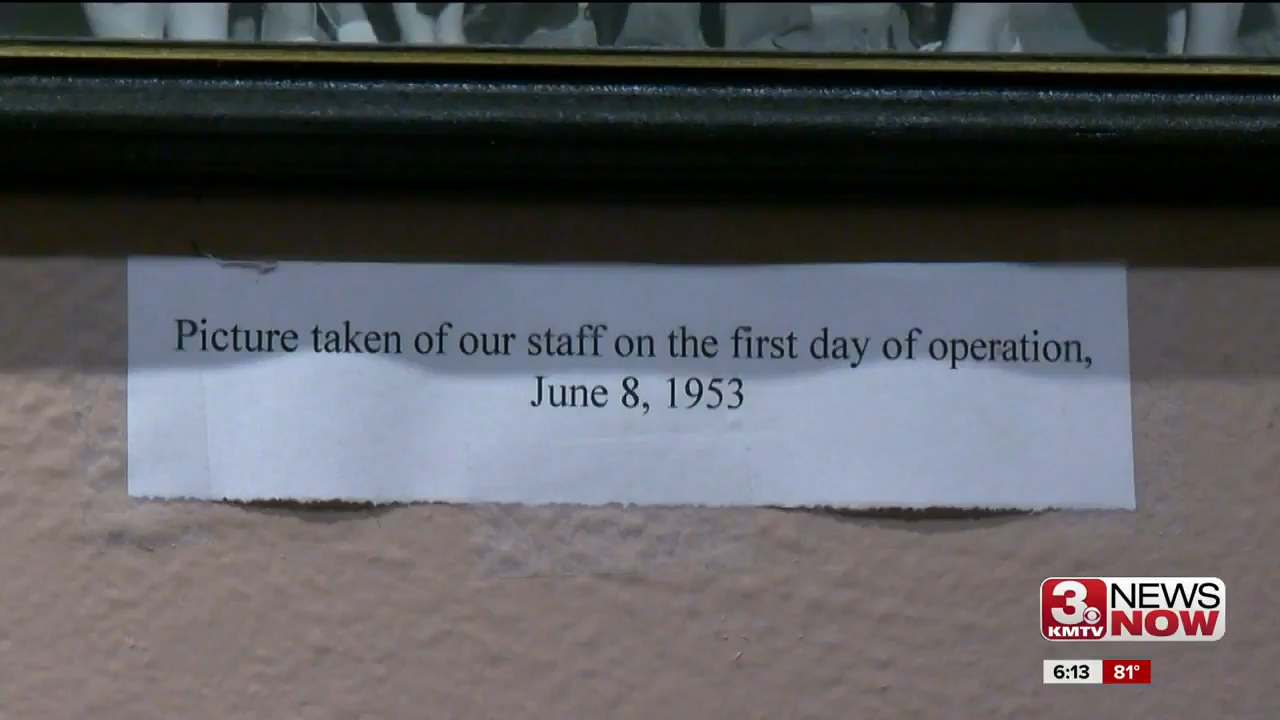 Picture taken of our staff on the first day of operation,
June 8, 1953
3 NEWS
KMTV NOW
6:13 81°